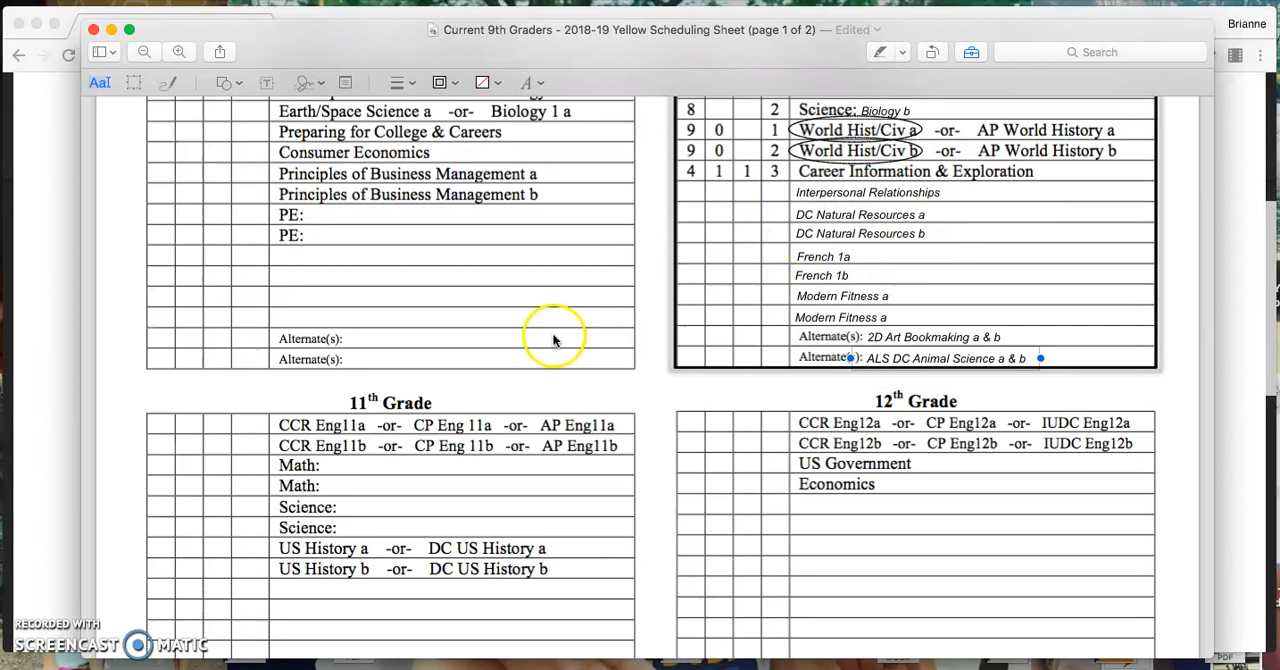 Brianne
Current 9th Graders - 2018-19 Yellow Scheduling Sheet (page 1 of 2) — Edited
Search
AaI
Earth/Space Science a -or- Biology 1 a
Preparing for College & Careers
Consumer Economics
Principles of Business Management a
Principles of Business Management b
PE:
PE:
Alternate(s):
Alternate(s):
8 2 Science: Biology b
9 0 1 World Hist/Civ a -or- AP World History a
9 0 2 World Hist/Civ b -or- AP World History b
4 1 1 3 Career Information & Exploration
Interpersonal Relationships
DC Natural Resources a
DC Natural Resources b
French 1a
French 1b
Modern Fitness a
Modern Fitness a
Alternate(s): 2D Art Bookmaking a & b
Alternate(s): ALS DC Animal Science a & b
11th Grade
CCR Eng11a -or- CP Eng 11a -or- AP Eng11a
CCR Eng11b -or- CP Eng 11b -or- AP Eng11b
Math:
Math:
Science:
Science:
US History a -or- DC US History a
US History b -or- DC US History b
12th Grade
CCR Eng12a -or- CP Eng12a -or- IUDC Eng12a
CCR Eng12b -or- CP Eng12b -or- IUDC Eng12b
US Government
Economics
RECORDED WITH
SCREENCAST MATIC
PDF